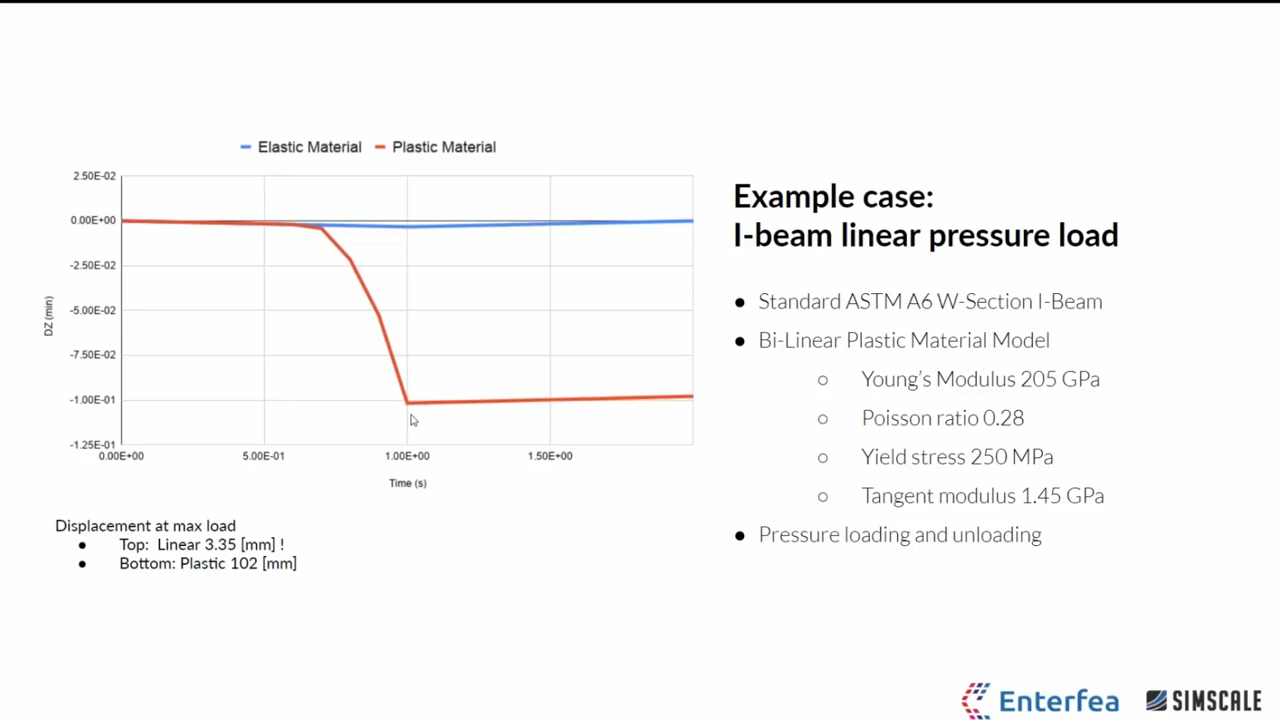 Elastic Material Plastic Material
2.50E-02
0.00E+00
-2.50E-02
-5.00E-02
-7.50E-02
-1.00E-01
-1.25E-01
DZ (min)
0.00E+00 5.00E-01 1.00E+00 1.50E+00
Time (s)
Displacement at max load
● Top: Linear 3.35 [mm] !
● Bottom: Plastic 102 [mm]
Example case:
I-beam linear pressure load
● Standard ASTM A6 W-Section I-Beam
● Bi-Linear Plastic Material Model
○ Young's Modulus 205 GPa
○ Poisson ratio 0.28
○ Yield stress 250 MPa
○ Tangent modulus 1.45 GPa
● Pressure loading and unloading
Enterfea SIMSCALE